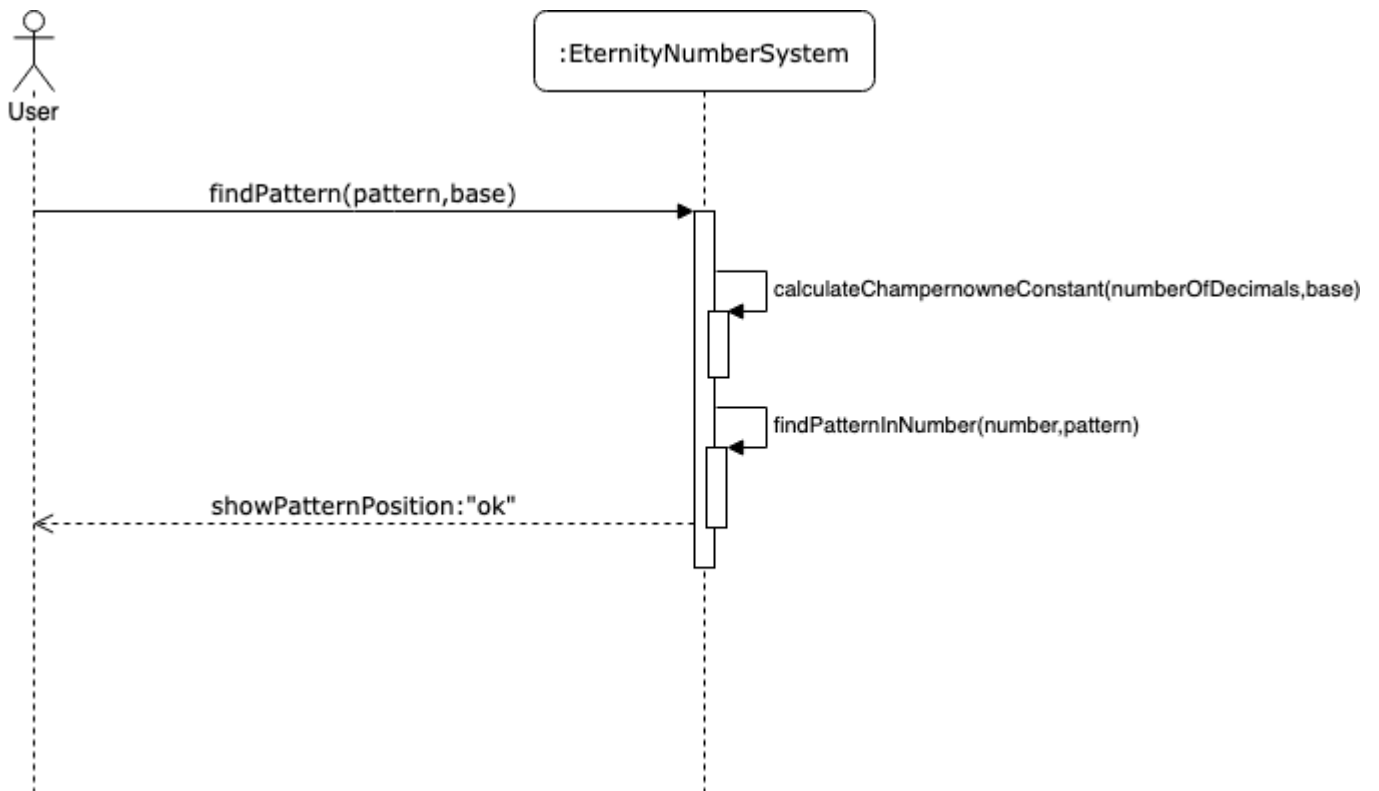 :EternityNumberSystem
User
findPattern(pattern,base)
calculateChampernowneConstant(numberOfDecimals,base)
findPatternInNumber(number,pattern)
showPatternPosition:"ok"